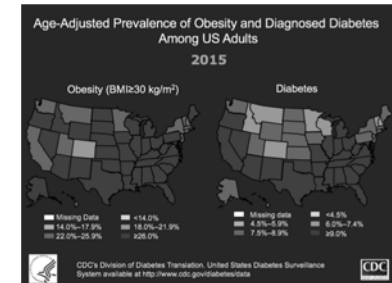 Age-Adjusted Prevalence of Obesity and Diagnosed Diabetes
Among US Adults
2015
Obesity (BMI≥30 kg/m²)
Diabetes
Missing Data
<14.0%
14.0%–17.9%
18.0%–21.9%
22.0%–25.9%
≥26.0%
Missing data
<4.5%
4.5%–5.9%
6.0%–7.4%
7.5%–8.9%
≥9.0%
CDC's Division of Diabetes Translation. United States Diabetes Surveillance
System available at http://www.cdc.gov/diabetes/data
CDC